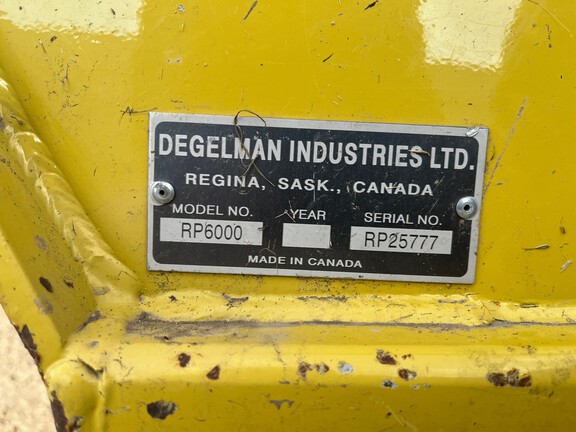 DEGELMAN INDUSTRIES LTD.
REGINA, SASK., CANADA
MODEL NO. YEAR SERIAL NO.
RP6000 RP25777
MADE IN CANADA